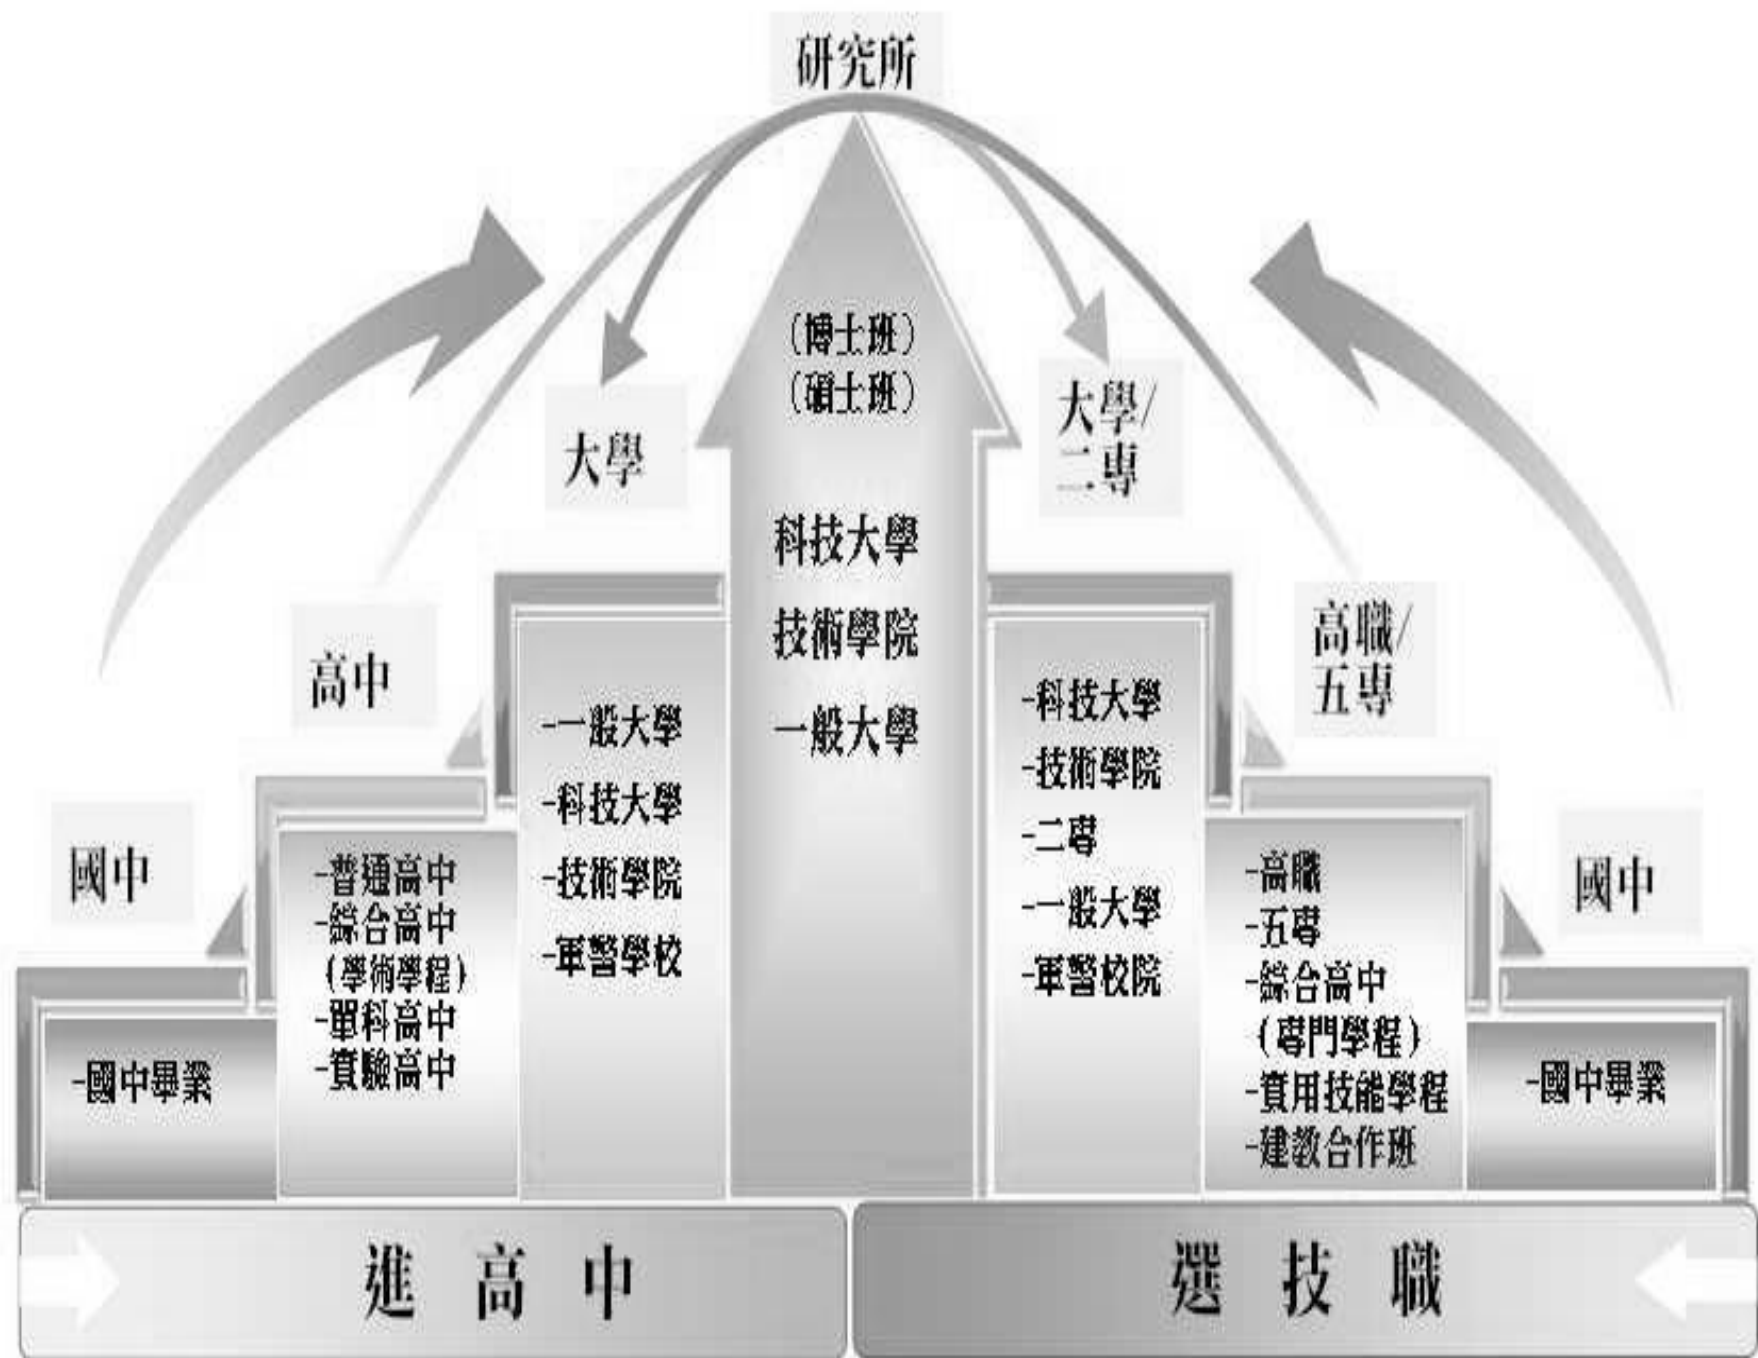 研究所
(博士班)
(碩士班)
科技大學
技術學院
一般大學
大學
大學/
二專
高中
高職/
五專
國中
國中
-國中畢業
-普通高中
-綜合高中
(學術學程)
-單科高中
-實驗高中
-一般大學
-科技大學
-技術學院
-軍警學校
-科技大學
-技術學院
-二專
-一般大學
-軍警校院
-高職
-五專
-綜合高中
(專門學程)
-實用技能學程
-建教合作班
-國中畢業
進高中
選技職